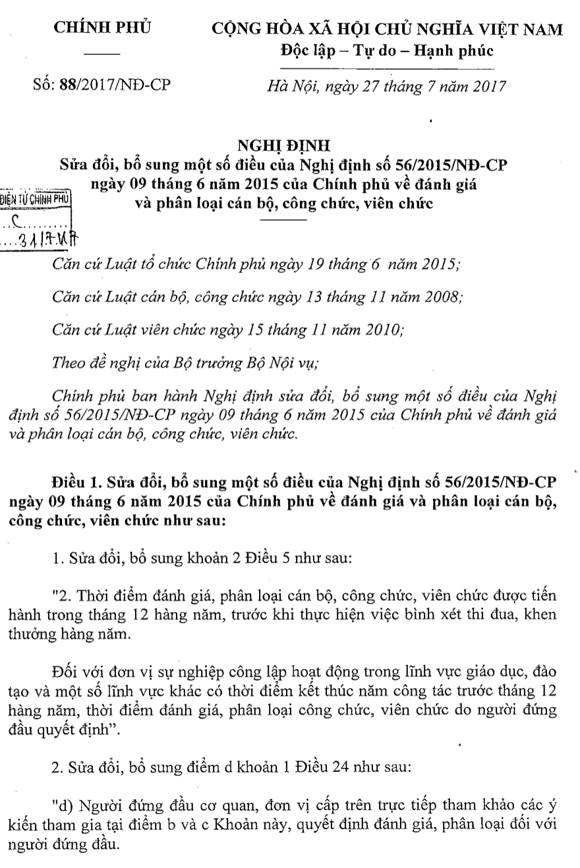 CHÍNH PHỦ
CỘNG HÒA XÃ HỘI CHỦ NGHĨA VIỆT NAM
Độc lập – Tự do – Hạnh phúc
Số: 88/2017/NĐ-CP
Hà Nội, ngày 27 tháng 7 năm 2017
NGHỊ ĐỊNH
Sửa đổi, bổ sung một số điều của Nghị định số 56/2015/NĐ-CP
ngày 09 tháng 6 năm 2015 của Chính phủ về đánh giá
và phân loại cán bộ, công chức, viên chức
ĐIỆN TỬ CHÍNH PHỦ
C
Căn cứ Luật tổ chức Chính phủ ngày 19 tháng 6 năm 2015;
Căn cứ Luật cán bộ, công chức ngày 13 tháng 11 năm 2008;
Căn cứ Luật viên chức ngày 15 tháng 11 năm 2010;
Theo đề nghị của Bộ trưởng Bộ Nội vụ;
Chính phủ ban hành Nghị định sửa đổi, bổ sung một số điều của Nghị
định số 56/2015/NĐ-CP ngày 09 tháng 6 năm 2015 của Chính phủ về đánh giá
và phân loại cán bộ, công chức, viên chức.
Điều 1. Sửa đổi, bổ sung một số điều của Nghị định số 56/2015/NĐ-CP
ngày 09 tháng 6 năm 2015 của Chính phủ về đánh giá và phân loại cán bộ,
công chức, viên chức như sau:
1. Sửa đổi, bổ sung khoản 2 Điều 5 như sau:
"2. Thời điểm đánh giá, phân loại cán bộ, công chức, viên chức được tiến
hành trong tháng 12 hàng năm, trước khi thực hiện việc bình xét thi đua, khen
thưởng hàng năm.
Đối với đơn vị sự nghiệp công lập hoạt động trong lĩnh vực giáo dục, đào
tạo và một số lĩnh vực khác có thời điểm kết thúc năm công tác trước tháng 12
hàng năm, thời điểm đánh giá, phân loại công chức, viên chức do người đứng
đầu quyết định”.
2. Sửa đổi, bổ sung điểm d khoản 1 Điều 24 như sau:
"d) Người đứng đầu cơ quan, đơn vị cấp trên trực tiếp tham khảo các ý
kiến tham gia tại điểm b và c Khoản này, quyết định đánh giá, phân loại đối với
người đứng đầu.